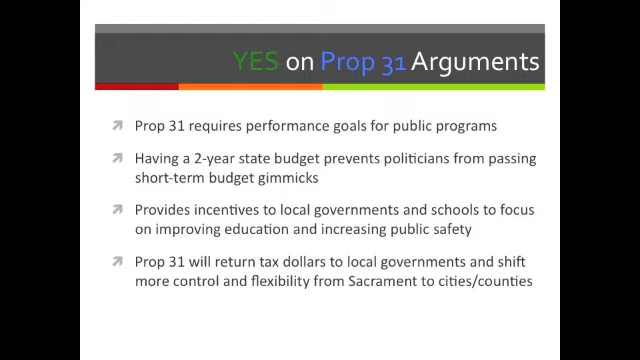 YES on Prop 31 Arguments
Prop 31 requires performance goals for public programs
Having a 2-year state budget prevents politicians from passing
short-term budget gimmicks
Provides incentives to local governments and schools to focus
on improving education and increasing public safety
Prop 31 will return tax dollars to local governments and shift
more control and flexibility from Sacrament to cities/counties